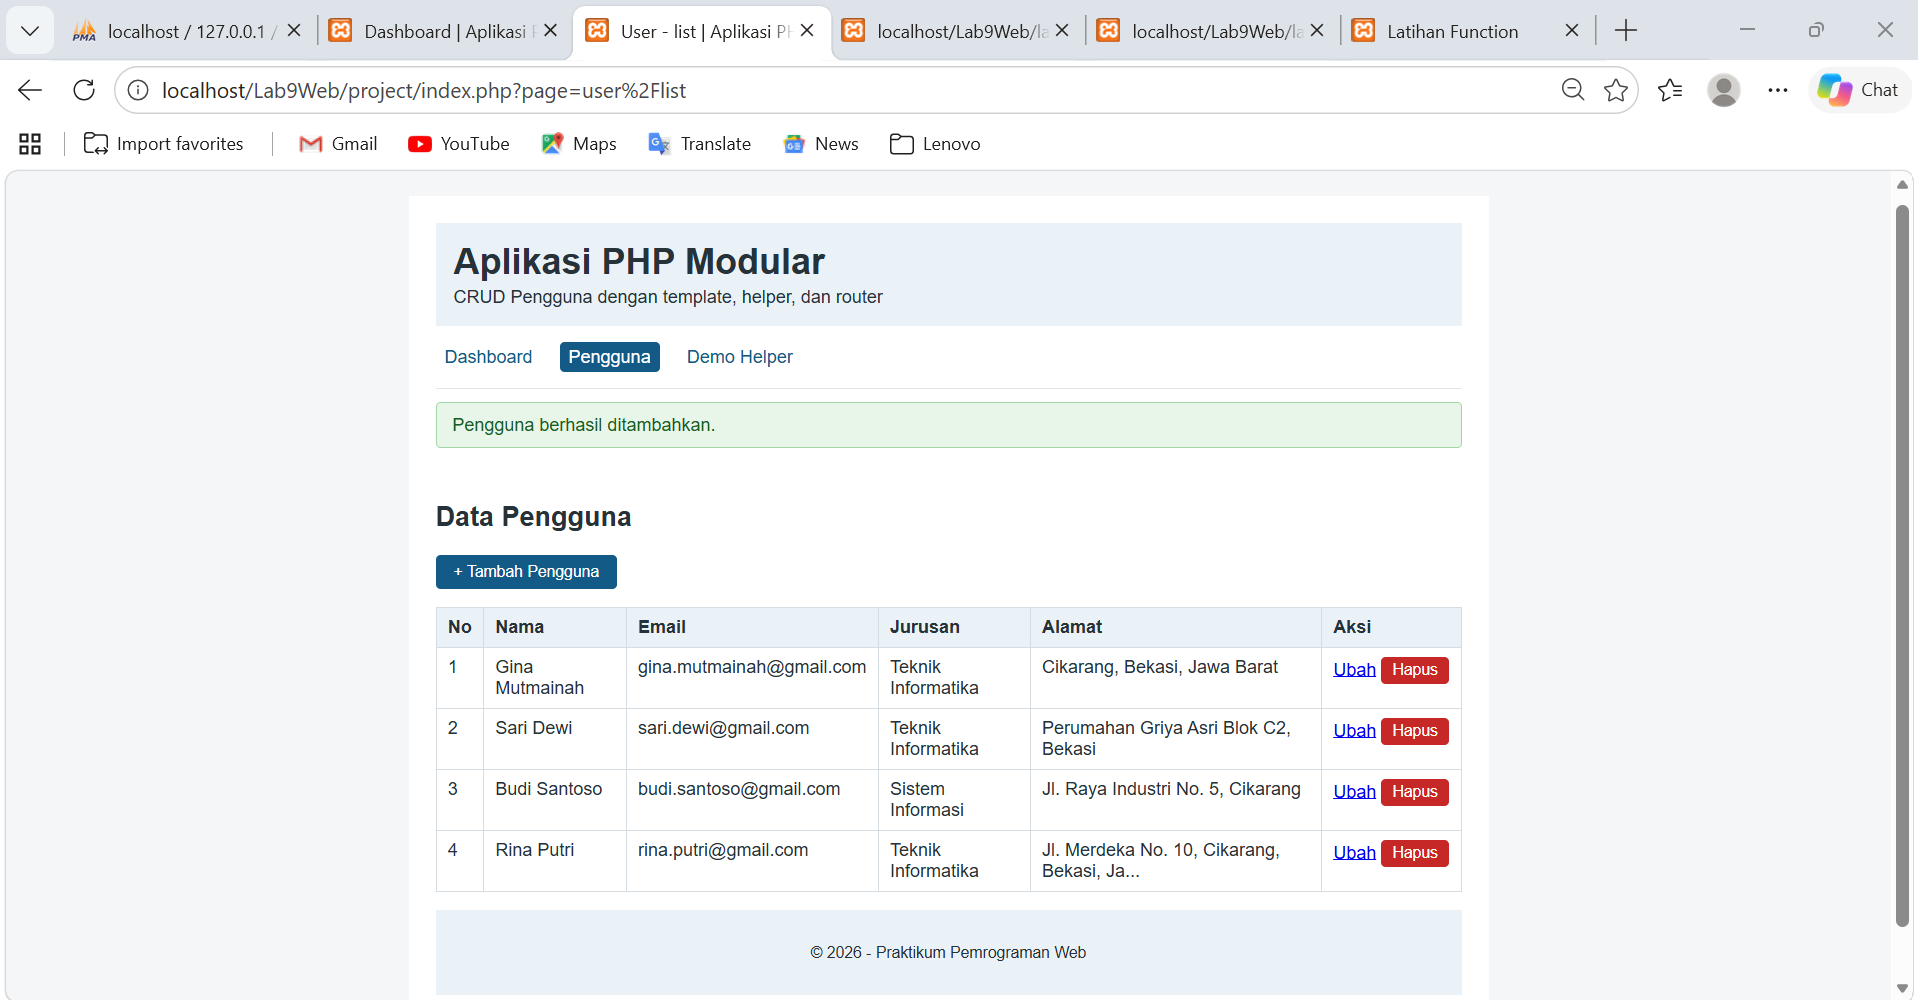 localhost / 127.0.0.1 /
Dashboard | Aplikasi
User - list | Aplikasi PH
localhost/Lab9Web/la
localhost/Lab9Web/la
Latihan Function
localhost/Lab9Web/project/index.php?page=user%2Flist
Chat
Import favorites
Gmail
YouTube
Maps
Translate
News
Lenovo
Aplikasi PHP Modular
CRUD Pengguna dengan template, helper, dan router
Dashboard Pengguna Demo Helper
Pengguna berhasil ditambahkan.
Data Pengguna
+ Tambah Pengguna
No Nama Email Jurusan Alamat Aksi
1 Gina Mutmainah gina.mutmainah@gmail.com Teknik Informatika Cikarang, Bekasi, Jawa Barat Ubah Hapus
2 Sari Dewi sari.dewi@gmail.com Teknik Informatika Perumahan Griya Asri Blok C2, Bekasi Ubah Hapus
3 Budi Santoso budi.santoso@gmail.com Sistem Informasi Jl. Raya Industri No. 5, Cikarang Ubah Hapus
4 Rina Putri rina.putri@gmail.com Teknik Informatika Jl. Merdeka No. 10, Cikarang, Bekasi, Ja... Ubah Hapus
© 2026 - Praktikum Pemrograman Web